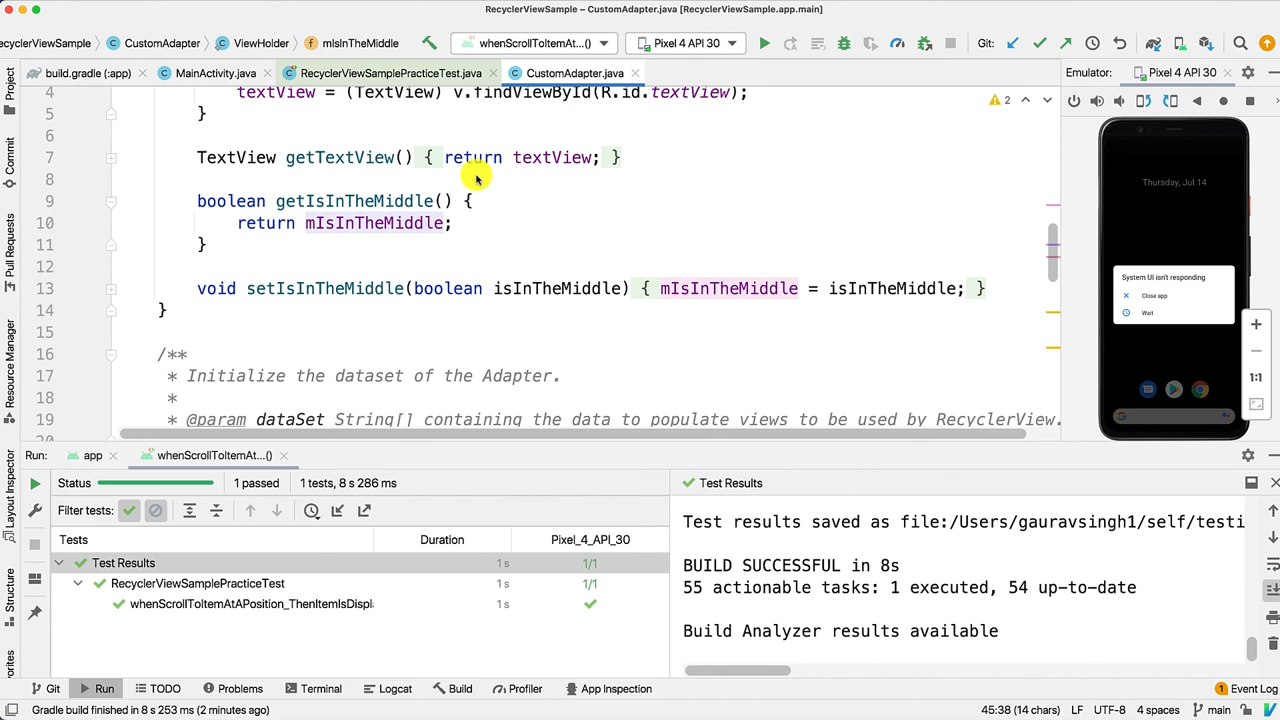 RecyclerViewSample – CustomAdapter.java [RecyclerViewSample.app.main]
ecyclerViewSample CustomAdapter ViewHolder mIsInTheMiddle whenScrollToItemAt...() Pixel 4 API 30 Git:
build.gradle (:app) MainActivity.java RecyclerViewSamplePracticeTest.java CustomAdapter.java Emulator: Pixel 4 API 30
Project
Commit
Pull Requests
Resource Manager
Layout Inspector
Structure
4 textView = (TextView) v.findViewById(R.id.textView);
5 }
6
7 TextView getTextView() { return textView; }
8
9 boolean getIsInTheMiddle() {
10 return mIsInTheMiddle;
11 }
12
13 void setIsInTheMiddle(boolean isInTheMiddle) { mIsInTheMiddle = isInTheMiddle; }
14 }
15
16 /**
17 * Initialize the dataset of the Adapter.
18 *
19 * @param dataSet String[] containing the data to populate views to be used by RecyclerView.
20
2
Thursday, Jul 14
System UI isn't responding
Close app
Wait
1:1
Run: app whenScrollToItemAt...()
Status 1 passed 1 tests, 8 s 286 ms
Filter tests:
Tests Duration Pixel_4_API_30
Test Results 1s 1/1
RecyclerViewSamplePracticeTest 1s 1/1
whenScrollToItemAtAPosition_ThenItemIsDispl 1s
Test Results
Test results saved as file:/Users/gauravsingh1/self/testi
BUILD SUCCESSFUL in 8s
55 actionable tasks: 1 executed, 54 up-to-date
Build Analyzer results available
Git Run TODO Problems Terminal Logcat Build Profiler App Inspection 1 Event Log
Gradle build finished in 8 s 253 ms (2 minutes ago) 45:38 (14 chars) LF UTF-8 4 spaces main